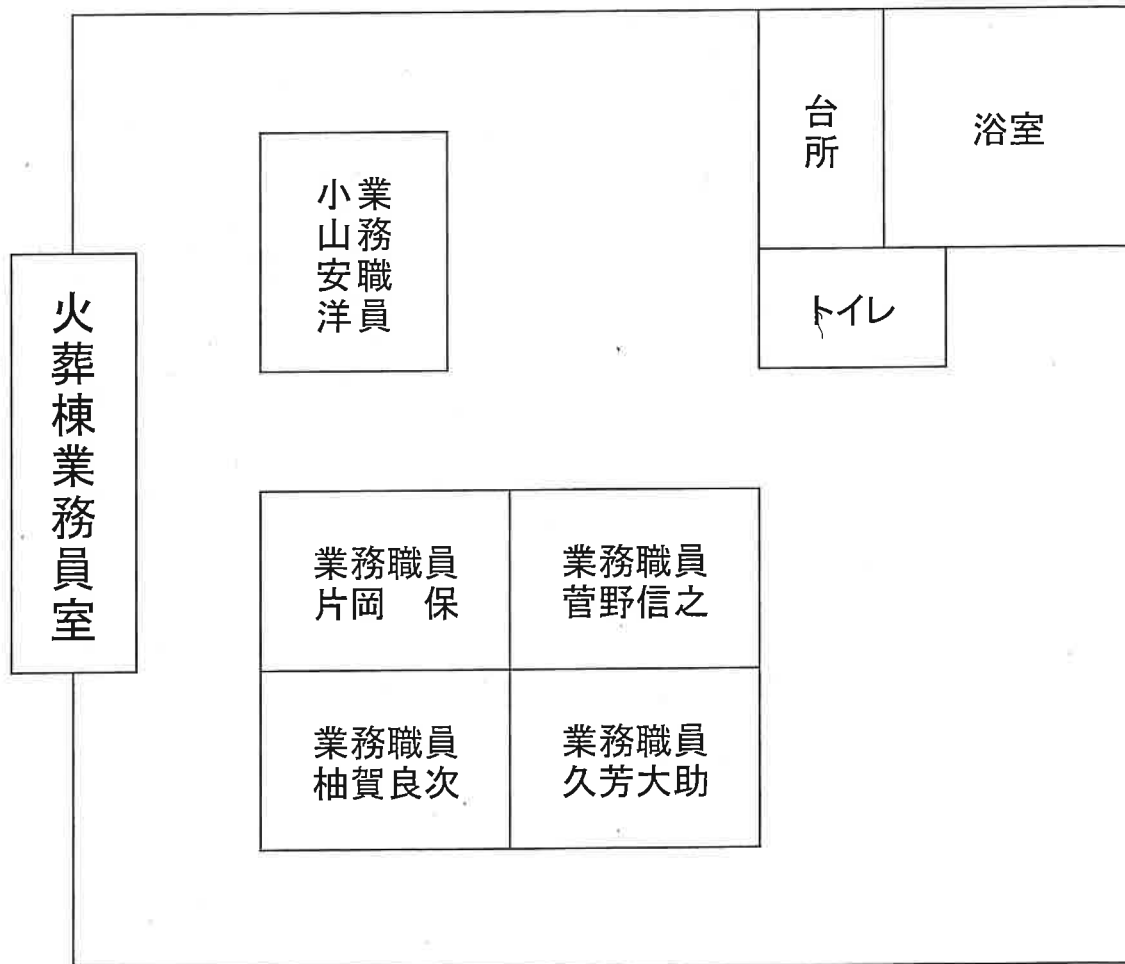 台所
浴室
業務職員
小山安洋
トイレ
火葬棟業務員室
業務職員
片岡　保
業務職員
菅野信之
業務職員
柚賀良次
業務職員
久芳大助